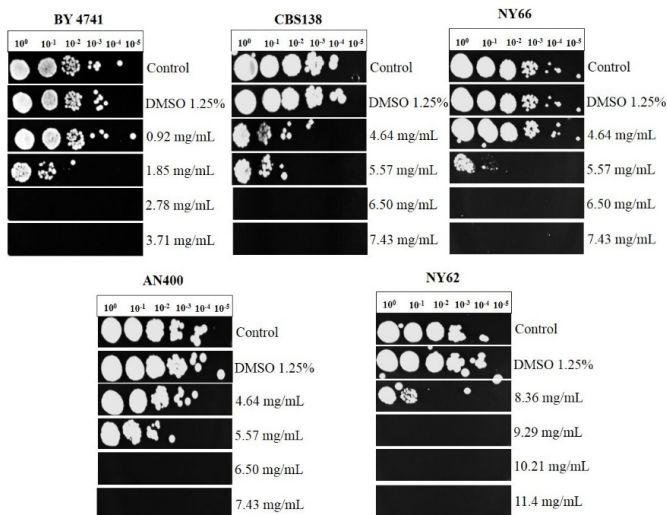 BY 4741
10⁰ 10⁻¹ 10⁻² 10⁻³ 10⁻⁴ 10⁻⁵
Control
DMSO 1.25%
0.92 mg/mL
1.85 mg/mL
2.78 mg/mL
3.71 mg/mL
CBS138
10⁰ 10⁻¹ 10⁻² 10⁻³ 10⁻⁴ 10⁻⁵
Control
DMSO 1.25%
4.64 mg/mL
5.57 mg/mL
6.50 mg/mL
7.43 mg/mL
NY66
10⁰ 10⁻¹ 10⁻² 10⁻³ 10⁻⁴ 10⁻⁵
Control
DMSO 1.25%
4.64 mg/mL
5.57 mg/mL
6.50 mg/mL
7.43 mg/mL
AN400
10⁰ 10⁻¹ 10⁻² 10⁻³ 10⁻⁴ 10⁻⁵
Control
DMSO 1.25%
4.64 mg/mL
5.57 mg/mL
6.50 mg/mL
7.43 mg/mL
NY62
10⁰ 10⁻¹ 10⁻² 10⁻³ 10⁻⁴ 10⁻⁵
Control
DMSO 1.25%
8.36 mg/mL
9.29 mg/mL
10.21 mg/mL
11.4 mg/mL